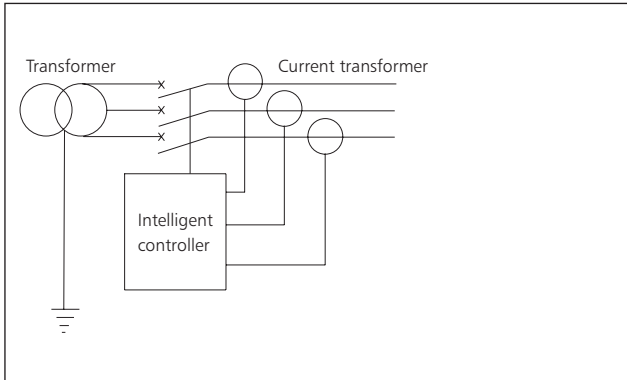 Transformer
Current transformer
Intelligent
controller